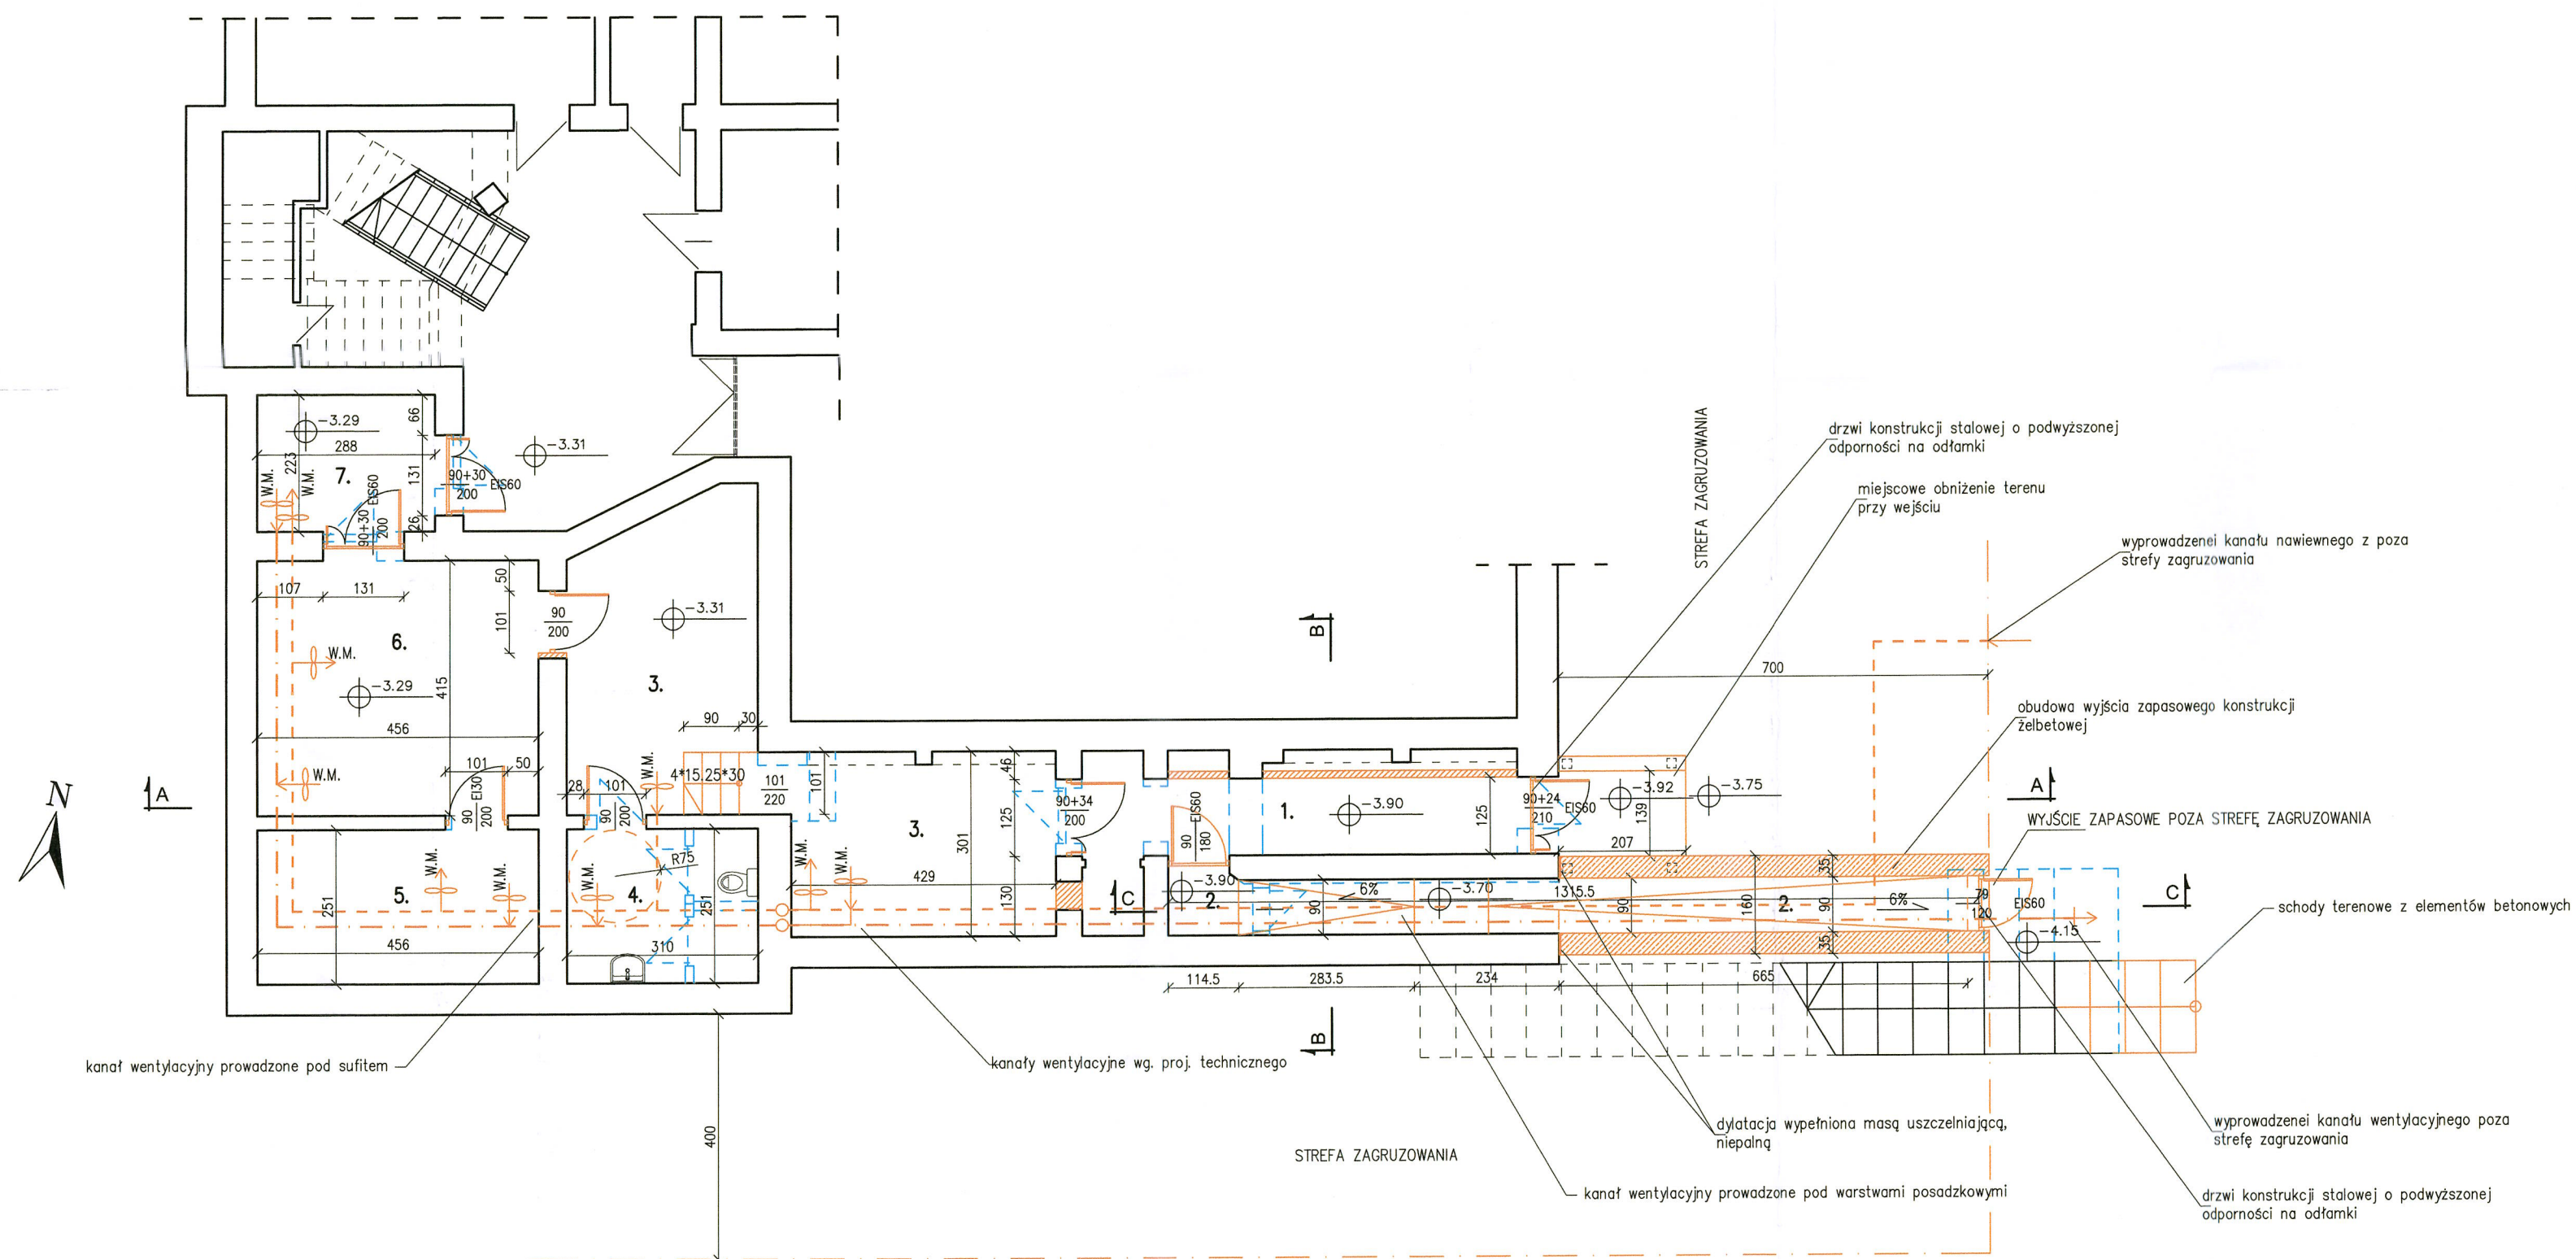 -3.29
288
223
W.M.
W.M.
7.
66
131
26
90+30
200
EIS60
90+30
200
EIS60
-3.31
107
131
50
101
90
200
-3.31
6.
W.M.
-3.29
415
456
W.M.
101
50
90
200
EI30
3.
90
30
4*15.25*30
W.M.
28
101
90
200
101
220
101
5.
251
456
W.M.
W.M.
W.M.
4.
R75
251
310
W.M.
W.M.
429
3.
301
46
125
130
90+34
200
90
180
EIS60
1.
-3.90
125
90+24
210
EIS60
-3.92
-3.75
139
207
C
-3.90
2.
90
6%
-3.70
1315.5
90
160
35
90
35
2.
6%
79
120
EIS60
-4.15
114.5
283.5
234
665
700
400
A
N
B
B
A
C
STREFA ZAGRUZOWANIA
drzwi konstrukcji stalowej o podwyższonej
odporności na odłamki
miejscowe obniżenie terenu
przy wejściu
wyprowadzenei kanału nawiewnego z poza
strefy zagruzowania
obudowa wyjścia zapasowego konstrukcji
żelbetowej
WYJŚCIE ZAPASOWE POZA STREFĘ ZAGRUZOWANIA
schody terenowe z elementów betonowych
kanał wentylacyjny prowadzone pod sufitem
kanały wentylacyjne wg. proj. technicznego
dylatacja wypełniona masą uszczelniającą,
niepalną
wyprowadzenei kanału wentylacyjnego poza
strefę zagruzowania
STREFA ZAGRUZOWANIA
kanał wentylacyjny prowadzone pod warstwami posadzkowymi
drzwi konstrukcji stalowej o podwyższonej
odporności na odłamki